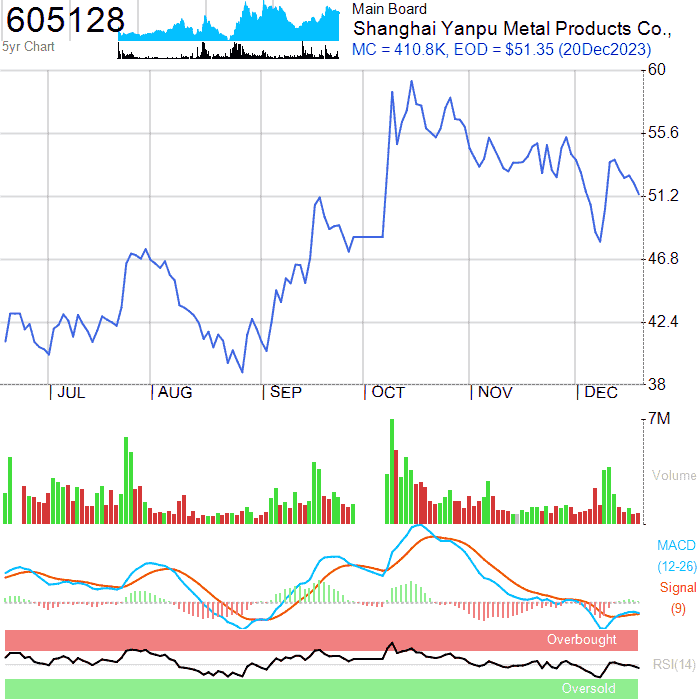 605128
5yr Chart
Main Board
Shanghai Yanpu Metal Products Co.,
MC = 410.8K, EOD = $51.35 (20Dec2023)
60
55.6
51.2
46.8
42.4
38
JUL
AUG
SEP
OCT
NOV
DEC
7M
Volume
MACD
(12-26)
Signal
(9)
Overbought
RSI(14)
Oversold